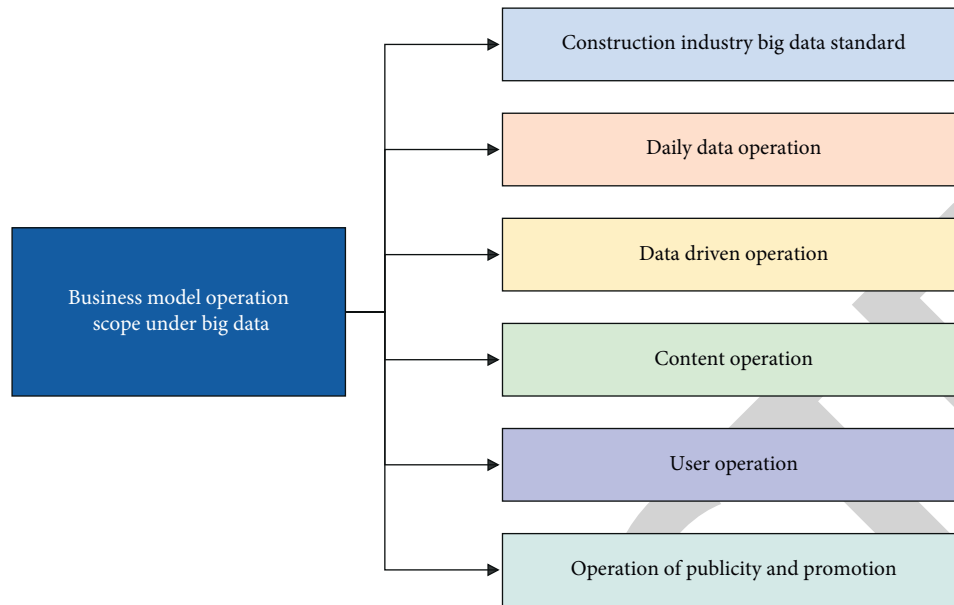 Construction industry big data standard
Daily data operation
Data driven operation
Business model operation
scope under big data
Content operation
User operation
Operation of publicity and promotion